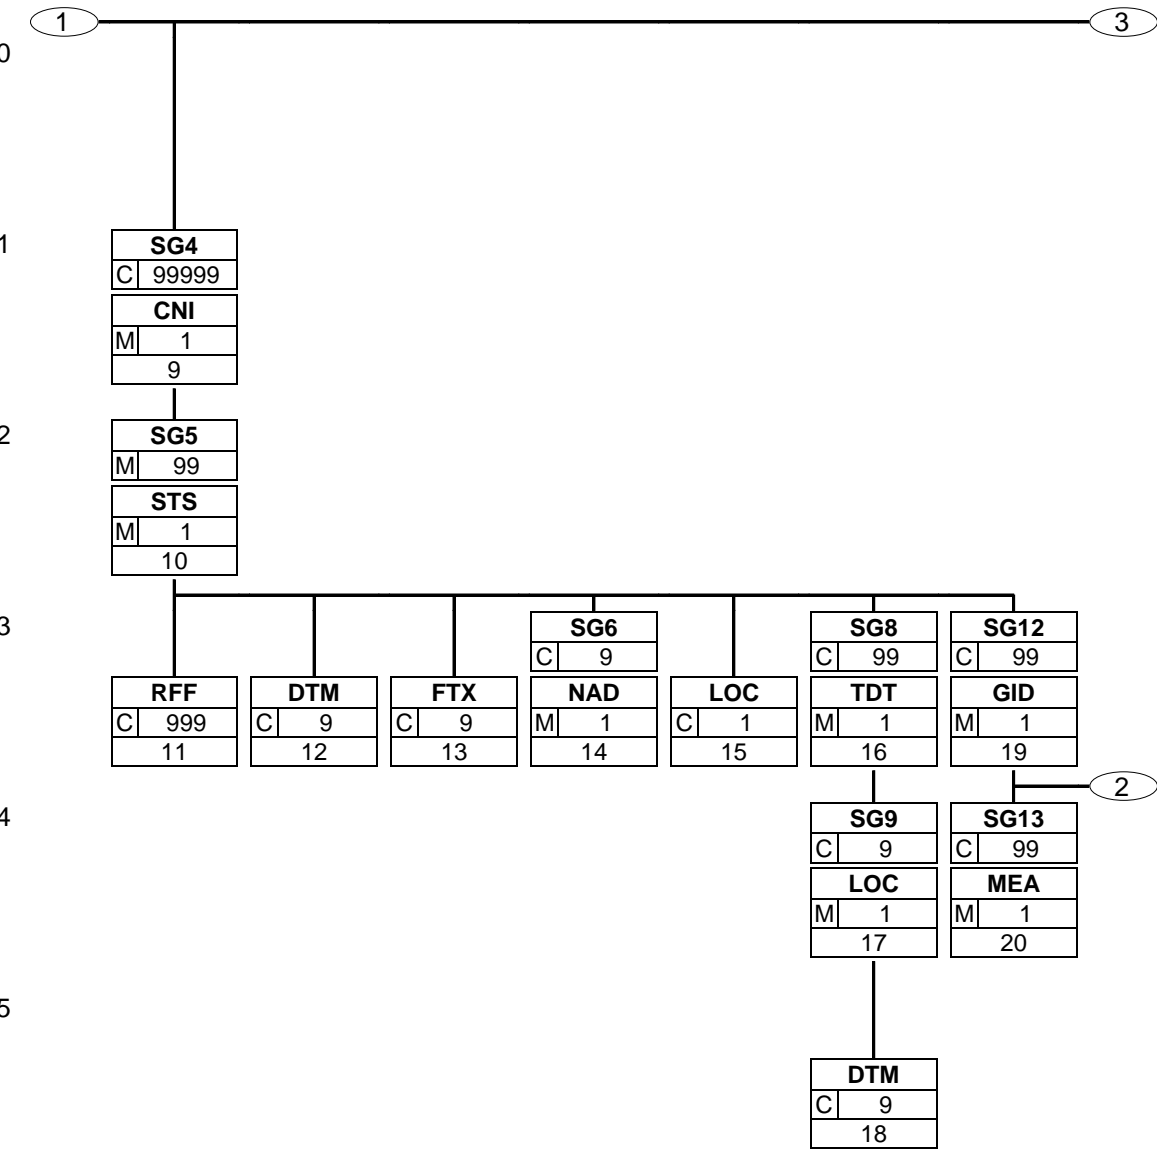 1 3
0
1
SG4
C 99999
CNI
M 1
9
2
SG5
M 99
STS
M 1
10
3
SG6 SG8 SG12
C 9 C 99 C 99
RFF DTM FTX NAD LOC TDT GID
C 999 C 9 C 9 M 1 C 1 M 1 M 1
11 12 13 14 15 16 19
2
4
SG9 SG13
C 9 C 99
LOC MEA
M 1 M 1
17 20
5
DTM
C 9
18